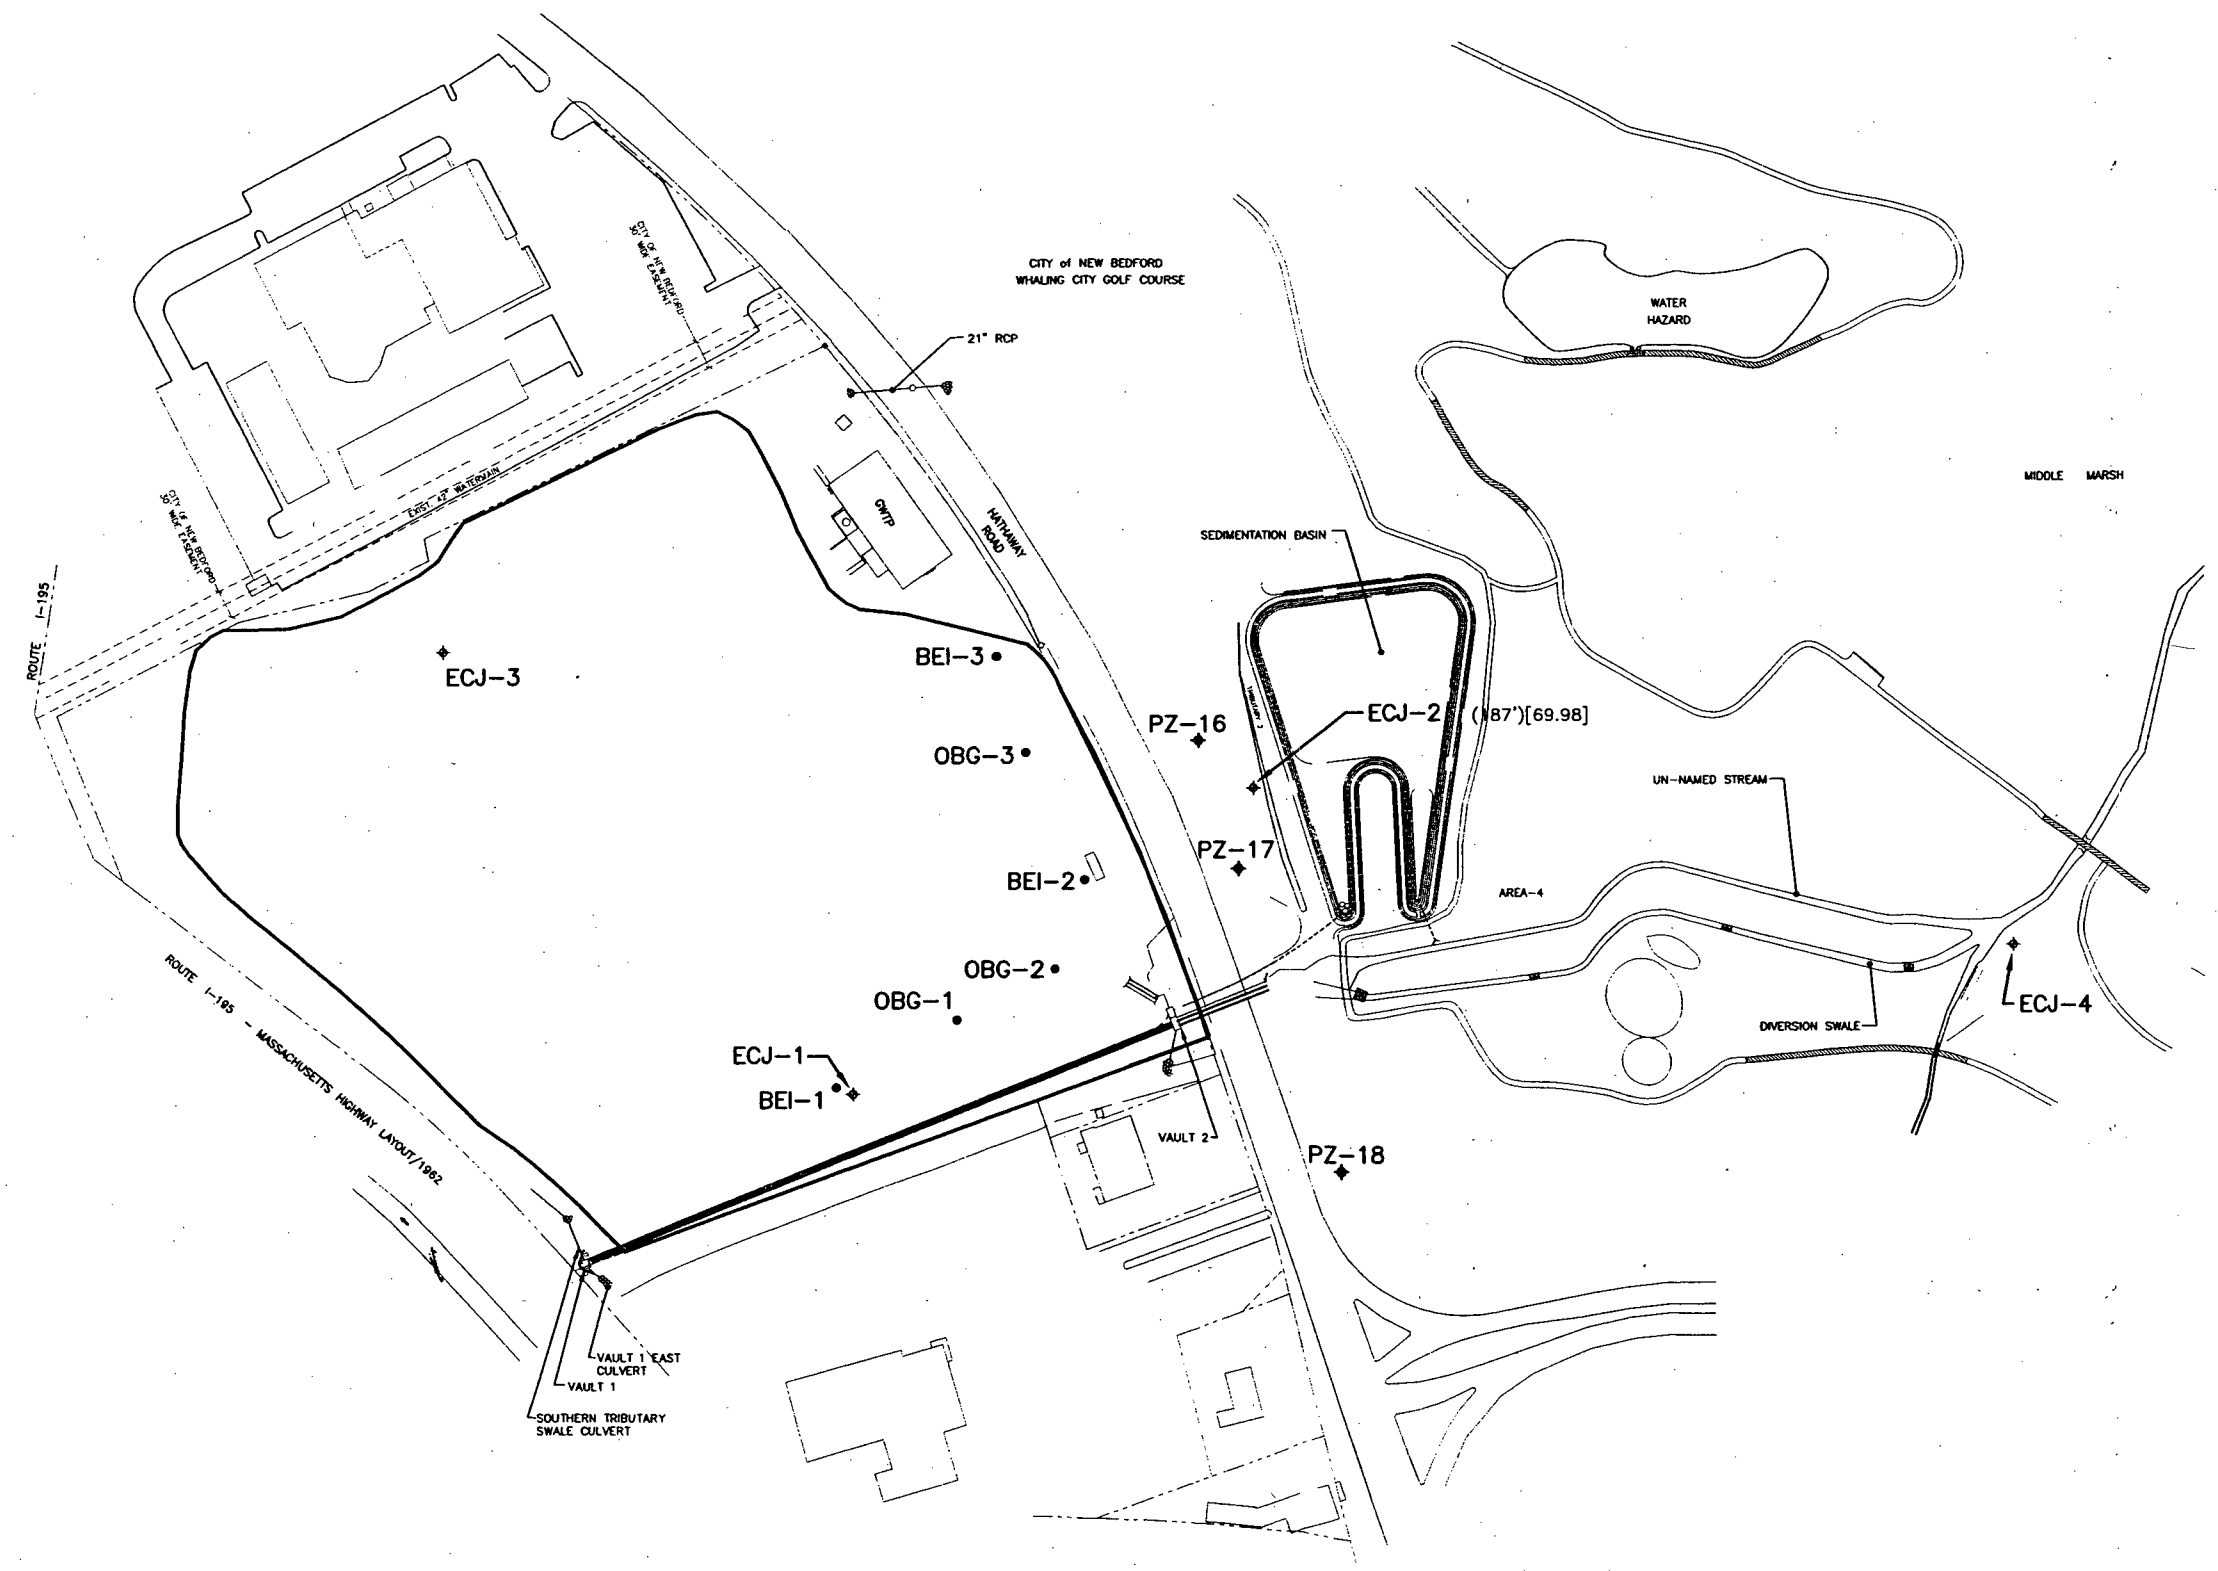 CITY OF NEW BEDFORD
30' WIDE EASEMENT
CITY of NEW BEDFORD
WHALING CITY GOLF COURSE
WATER
HAZARD
21" RCP
MIDDLE MARSH
EXIST. 42" WATERMAIN
CITY OF NEW BEDFORD
30' WIDE EASEMENT
GWTP
HATHAWAY
ROAD
SEDIMENTATION BASIN
ROUTE I-195
ECJ-3
BEI-3
TRIBUTARY
PZ-16
ECJ-2
87')[69.98]
OBG-3
UN-NAMED STREAM
PZ-17
BEI-2
AREA-4
OBG-2
OBG-1
ROUTE I-195 - MASSACHUSETTS HIGHWAY LAYOUT/1962
ECJ-4
DIVERSION SWALE
ECJ-1
BEI-1
VAULT 2
PZ-18
VAULT 1 EAST
CULVERT
VAULT 1
SOUTHERN TRIBUTARY
SWALE CULVERT